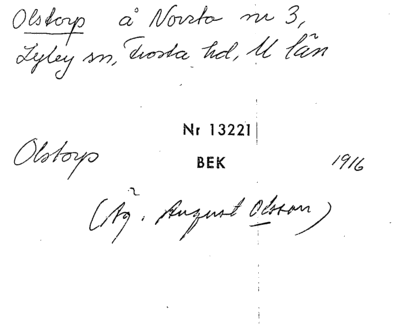 Olstorp å Norrto nr 3,
Lyby sn, Frosta hd, M län
Nr 13221
Olstorp BEK 1916
(Äg. August Olsson)